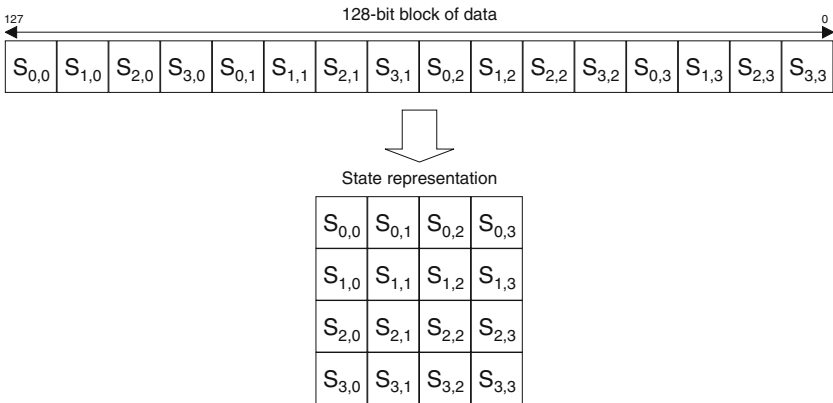 128-bit block of data
127 0
S0,0 S1,0 S2,0 S3,0 S0,1 S1,1 S2,1 S3,1 S0,2 S1,2 S2,2 S3,2 S0,3 S1,3 S2,3 S3,3
State representation
S0,0 S0,1 S0,2 S0,3
S1,0 S1,1 S1,2 S1,3
S2,0 S2,1 S2,2 S2,3
S3,0 S3,1 S3,2 S3,3